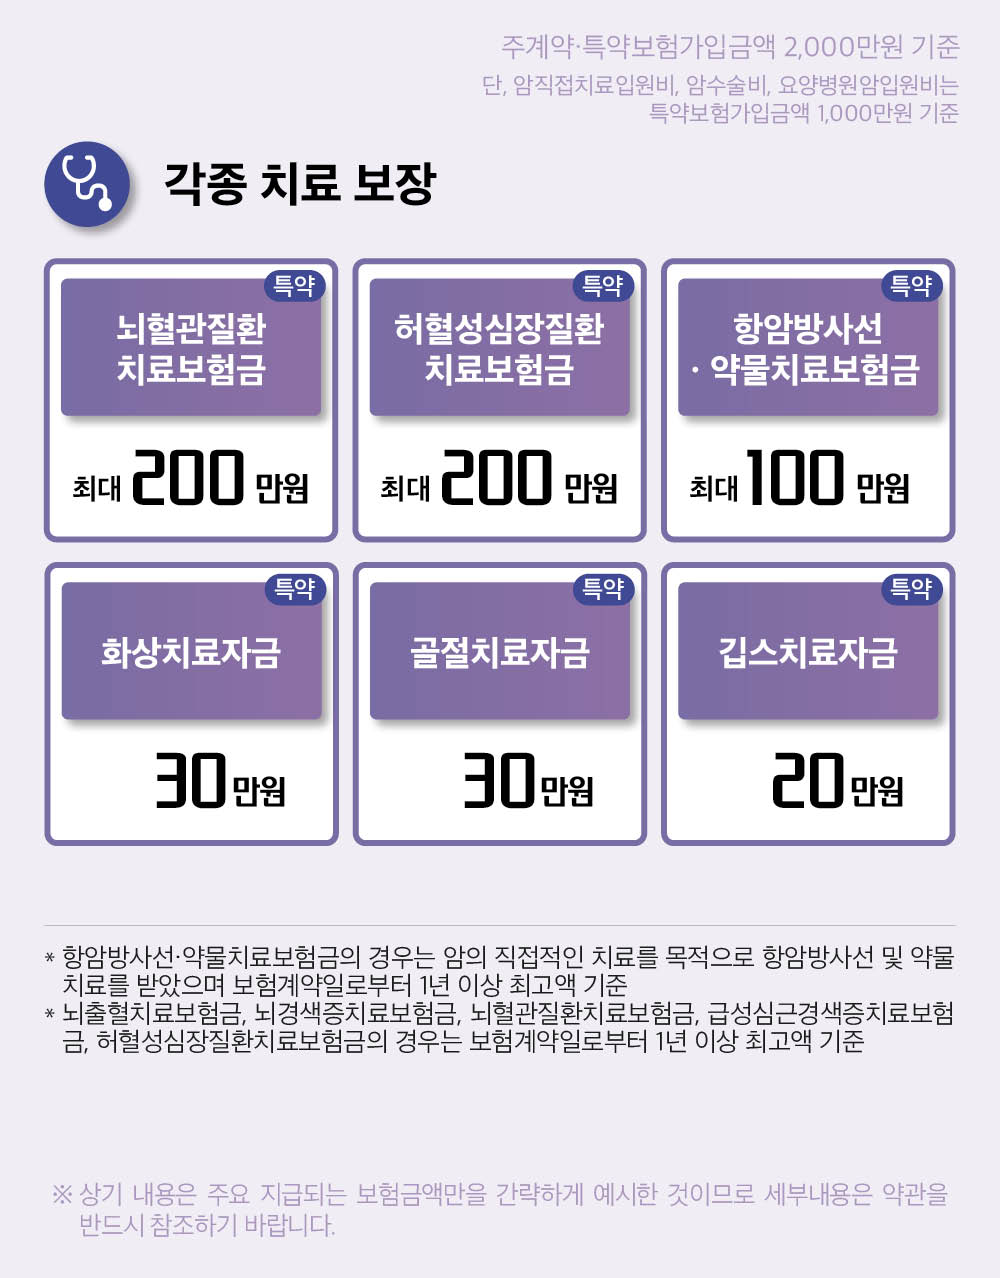 주계약·특약보험가입금액 2,000만원 기준
단, 암직접치료입원비, 암수술비, 요양병원암입원비는
특약보험가입금액 1,000만원 기준
각종 치료 보장
특약
뇌혈관질환
치료보험금
최대 200 만원
특약
허혈성심장질환
치료보험금
최대 200 만원
특약
항암방사선
· 약물치료보험금
최대 100 만원
특약
화상치료자금
30만원
특약
골절치료자금
30만원
특약
깁스치료자금
20만원
* 항암방사선·약물치료보험금의 경우는 암의 직접적인 치료를 목적으로 항암방사선 및 약물
치료를 받았으며 보험계약일로부터 1년 이상 최고액 기준
* 뇌출혈치료보험금, 뇌경색증치료보험금, 뇌혈관질환치료보험금, 급성심근경색증치료보험
금, 허혈성심장질환치료보험금의 경우는 보험계약일로부터 1년 이상 최고액 기준
※ 상기 내용은 주요 지급되는 보험금액만을 간략하게 예시한 것이므로 세부내용은 약관을
반드시 참조하기 바랍니다.